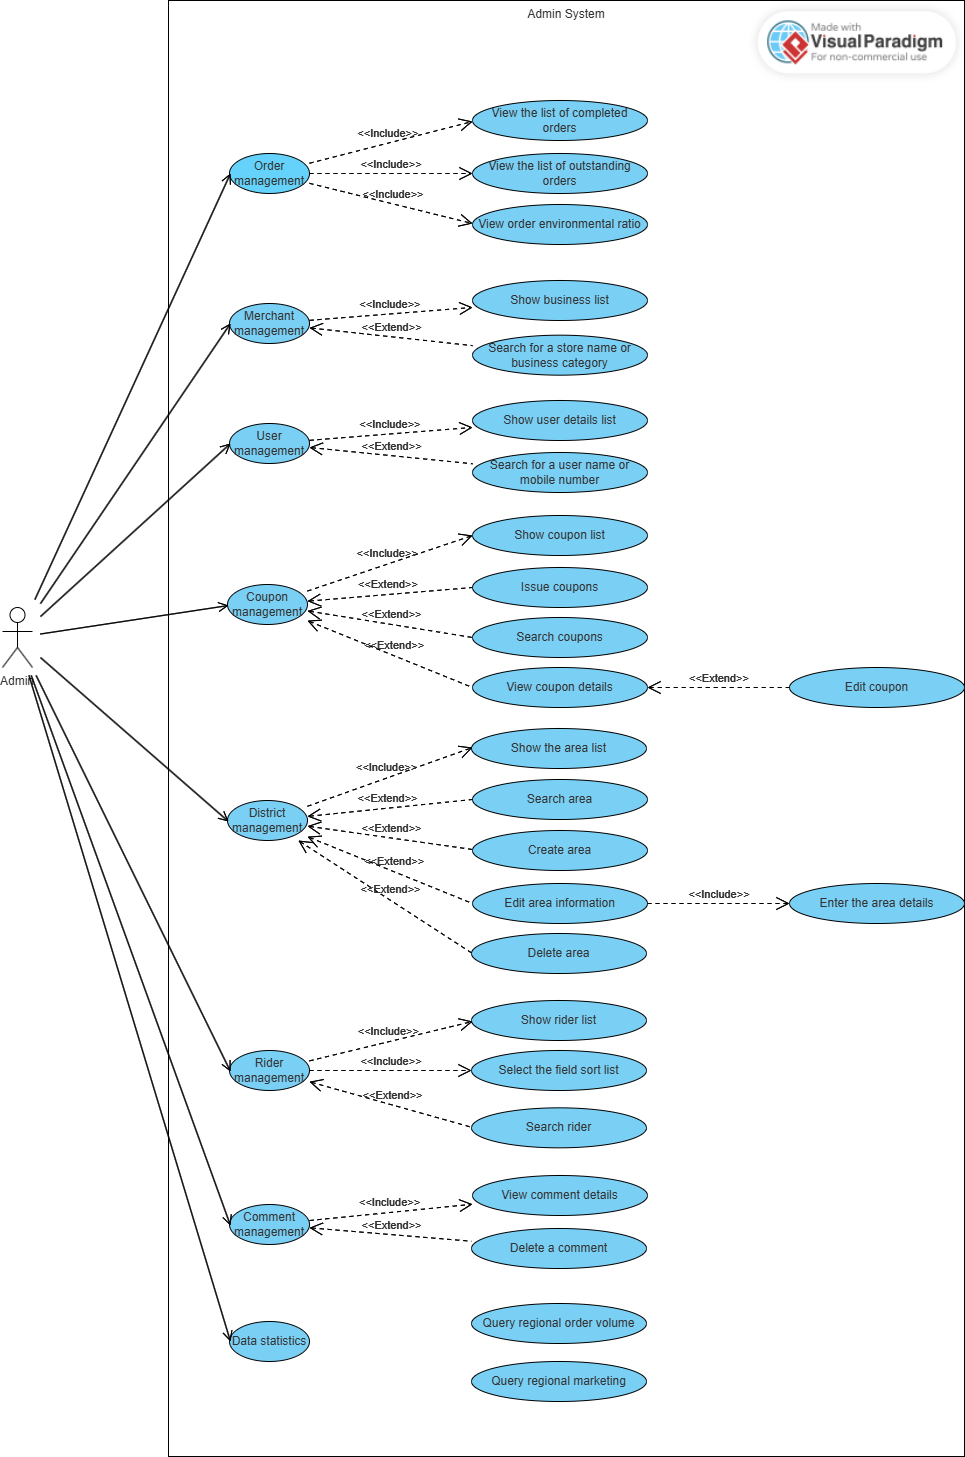 Admin System
Made with
VisualParadigm
For non-commercial use
View the list of completed
orders
<<Include>>
Order
management
<<Include>>
View the list of outstanding
orders
<<Include>>
View order environmental ratio
Merchant
management
<<Include>>
Show business list
<<Extend>>
Search for a store name or
business category
User
management
<<Include>>
Show user details list
<<Extend>>
Search for a user name or
mobile number
Coupon
management
<<Include>>
Show coupon list
<<Extend>>
Issue coupons
<<Extend>>
Search coupons
<<Extend>>
View coupon details
<<Extend>>
Edit coupon
Admin
District
management
<<Include>>
Show the area list
<<Extend>>
Search area
<<Extend>>
Create area
<<Extend>>
Edit area information
<<Include>>
Enter the area details
<<Extend>>
Delete area
Rider
management
<<Include>>
Show rider list
<<Include>>
Select the field sort list
<<Extend>>
Search rider
Comment
management
<<Include>>
View comment details
<<Extend>>
Delete a comment
Data statistics
Query regional order volume
Query regional marketing